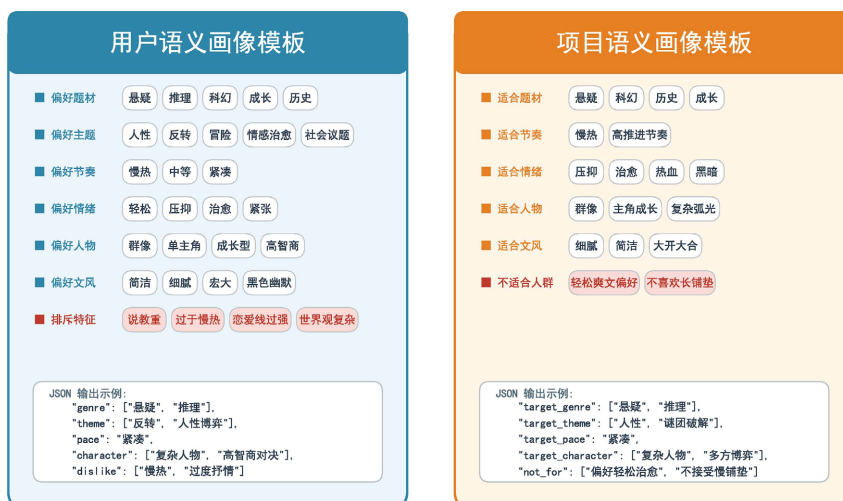 用户语义画像模板
偏好题材 悬疑 推理 科幻 成长 历史
偏好主题 人性 反转 冒险 情感治愈 社会议题
偏好节奏 慢热 中等 紧凑
偏好情绪 轻松 压抑 治愈 紧张
偏好人物 群像 单主角 成长型 高智商
偏好文风 简洁 细腻 宏大 黑色幽默
排斥特征 说教重 过于慢热 恋爱线过强 世界观复杂
JSON 输出示例:
"genre": ["悬疑", "推理"],
"theme": ["反转", "人性博弈"],
"pace": "紧凑",
"character": ["复杂人物", "高智商对决"],
"dislike": ["慢热", "过度抒情"]
项目语义画像模板
适合题材 悬疑 科幻 历史 成长
适合节奏 慢热 高推进节奏
适合情绪 压抑 治愈 热血 黑暗
适合人物 群像 主角成长 复杂弧光
适合文风 细腻 简洁 大开大合
不适合人群 轻松爽文偏好 不喜欢长铺垫
JSON 输出示例:
"target_genre": ["悬疑", "推理"],
"target_theme": ["人性", "谜团破解"],
"target_pace": "紧凑",
"target_character": ["复杂人物", "多方博弈"],
"not_for": ["偏好轻松治愈", "不接受慢铺垫"]